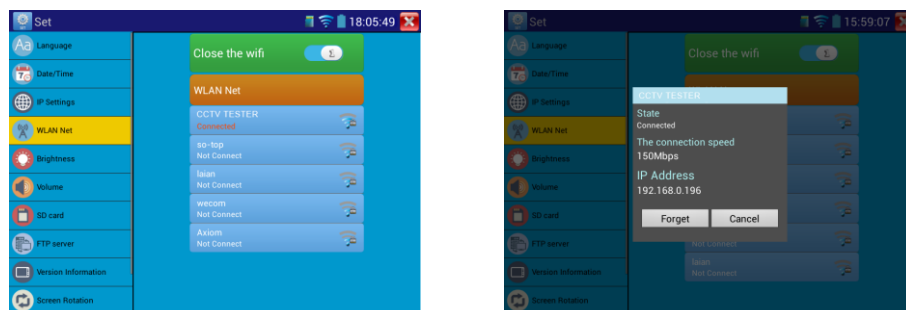 Set
18:05:49
Language
Date/Time
IP Settings
WLAN Net
Brightness
Volume
SD card
FTP server
Version Information
Screen Rotation
Close the wifi
WLAN Net
CCTV TESTER
Connected
so-top
Not Connect
laian
Not Connect
wecom
Not Connect
Axiom
Not Connect
Set
15:59:07
Language
Date/Time
IP Settings
WLAN Net
Brightness
Volume
SD card
FTP server
Version Information
Screen Rotation
Close the wifi
CCTV TESTER
State
Connected
The connection speed
150Mbps
IP Address
192.168.0.196
Forget
Cancel
Not Connect
laian
Not Connect